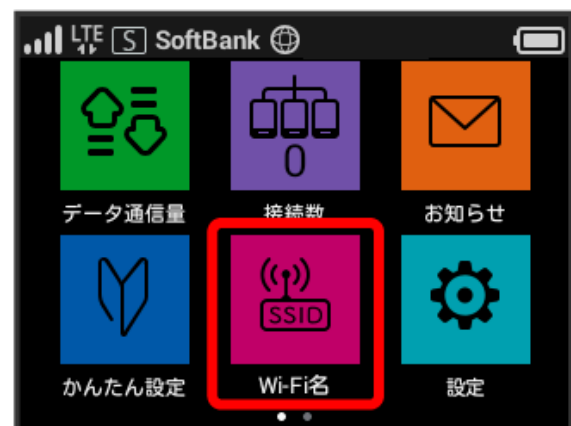 LTE S SoftBank
0
データ通信量 接続数 お知らせ
SSID
かんたん設定 Wi-Fi名 設定